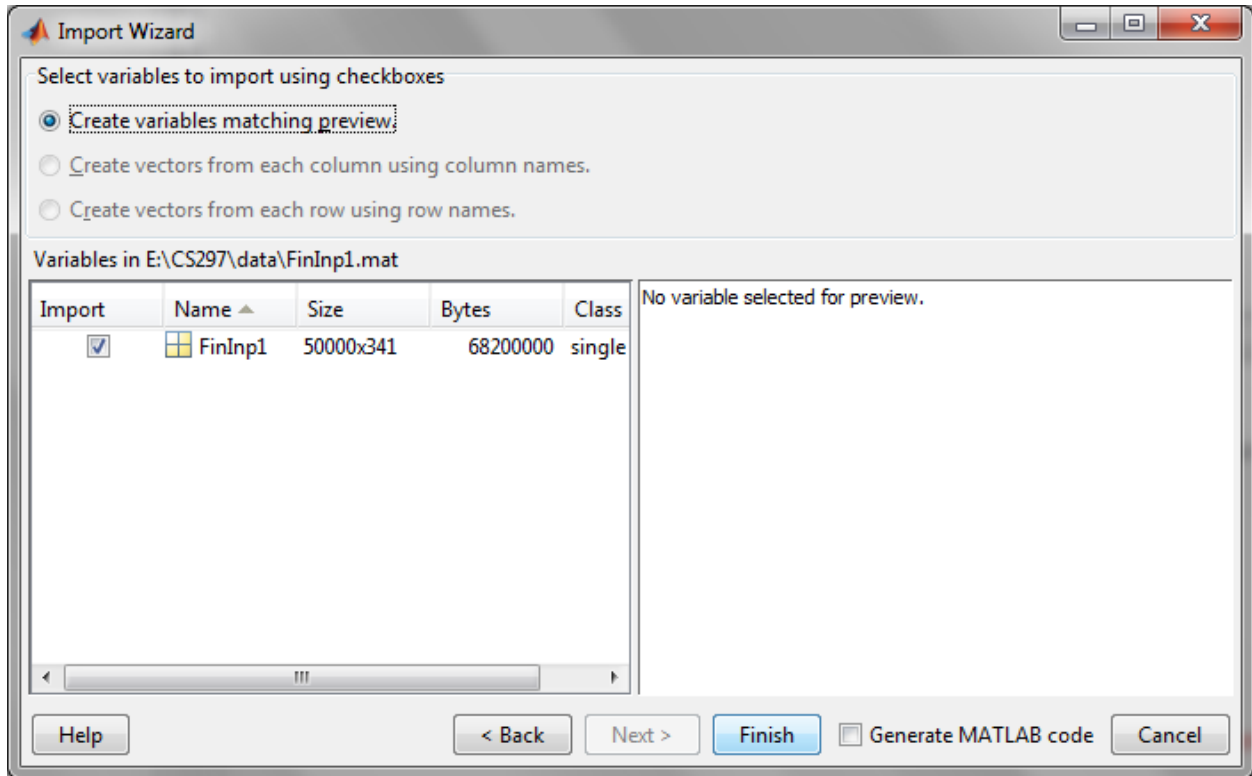 Import Wizard
Select variables to import using checkboxes
Create variables matching preview.
Create vectors from each column using column names.
Create vectors from each row using row names.
Variables in E:\CS297\data\FinInp1.mat
Import Name Size Bytes Class
FinInp1 50000x341 68200000 single
No variable selected for preview.
Help < Back Next > Finish Generate MATLAB code Cancel